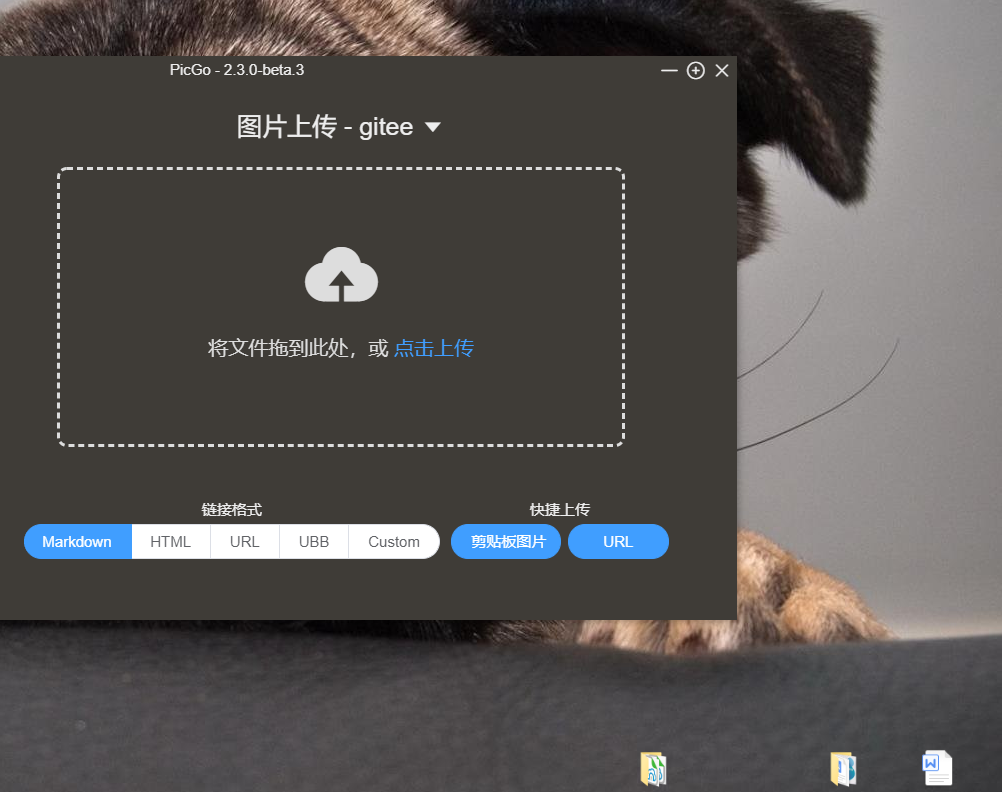 PicGo - 2.3.0-beta.3
图片上传 - gitee
将文件拖到此处，或 点击上传
链接格式
快捷上传
Markdown HTML URL UBB Custom 剪贴板图片 URL
W